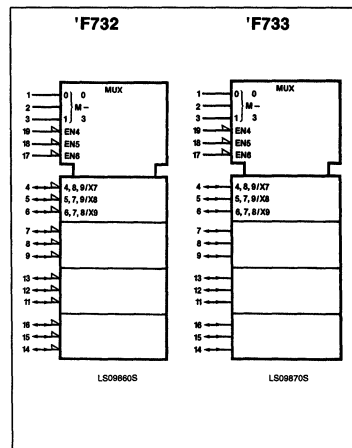 'F732 'F733
MUX MUX
1 0 0 1 0 0
2 M – 2 M –
3 1 3 3 1 3
19 EN4 19 EN4
18 EN5 18 EN5
17 EN6 17 EN6
4 4, 8, 9/X7 4 4, 8, 9/X7
5 5, 7, 9/X8 5 5, 7, 9/X8
6 6, 7, 8/X9 6 6, 7, 8/X9
7 7
8 8
9 9
13 13
12 12
11 11
16 16
15 15
14 14
LS09860S LS09870S